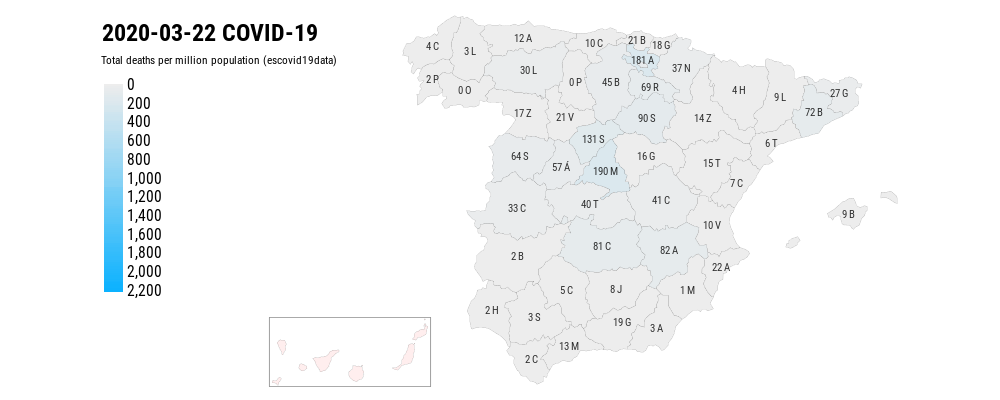 2020-03-22 COVID-19
Total deaths per million population (escovid19data)
0
200
400
600
800
1,000
1,200
1,400
1,600
1,800
2,000
2,200
4 C
3 L
12 A
10 C
21 B
18 G
181 A
37 N
2 P
0 O
30 L
0 P
45 B
69 R
4 H
9 L
27 G
72 B
17 Z
21 V
90 S
14 Z
131 S
6 T
64 S
57 Á
190 M
16 G
15 T
7 C
33 C
40 T
41 C
9 B
10 V
2 B
81 C
82 A
22 A
5 C
8 J
1 M
2 H
3 S
19 G
3 A
13 M
2 C